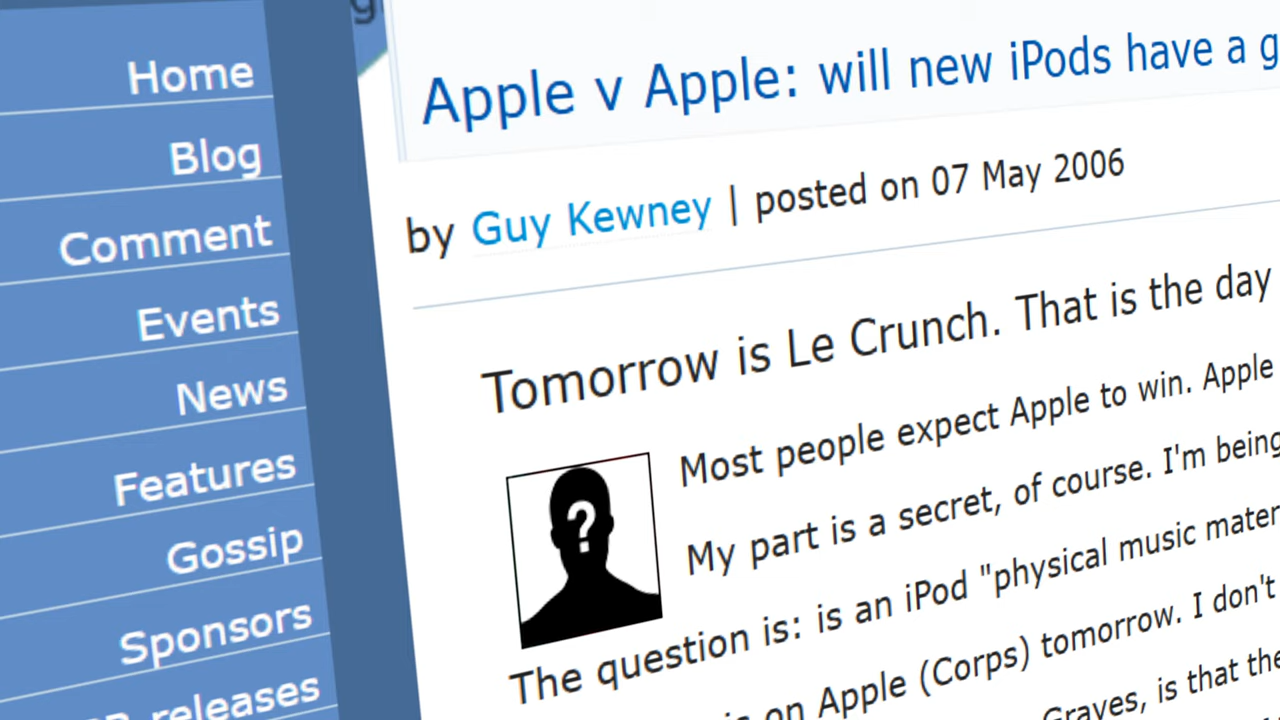 Home
Blog
Comment
Events
News
Features
Gossip
Sponsors
releases
Apple v Apple: will new iPods have a
by Guy Kewney | posted on 07 May 2006
Tomorrow is Le Crunch. That is the day
Most people expect Apple to win. Apple
My part is a secret, of course. I'm being
?
The question is: is an iPod "physical music
on Apple (Corps) tomorrow. I don't
Graves, is that the